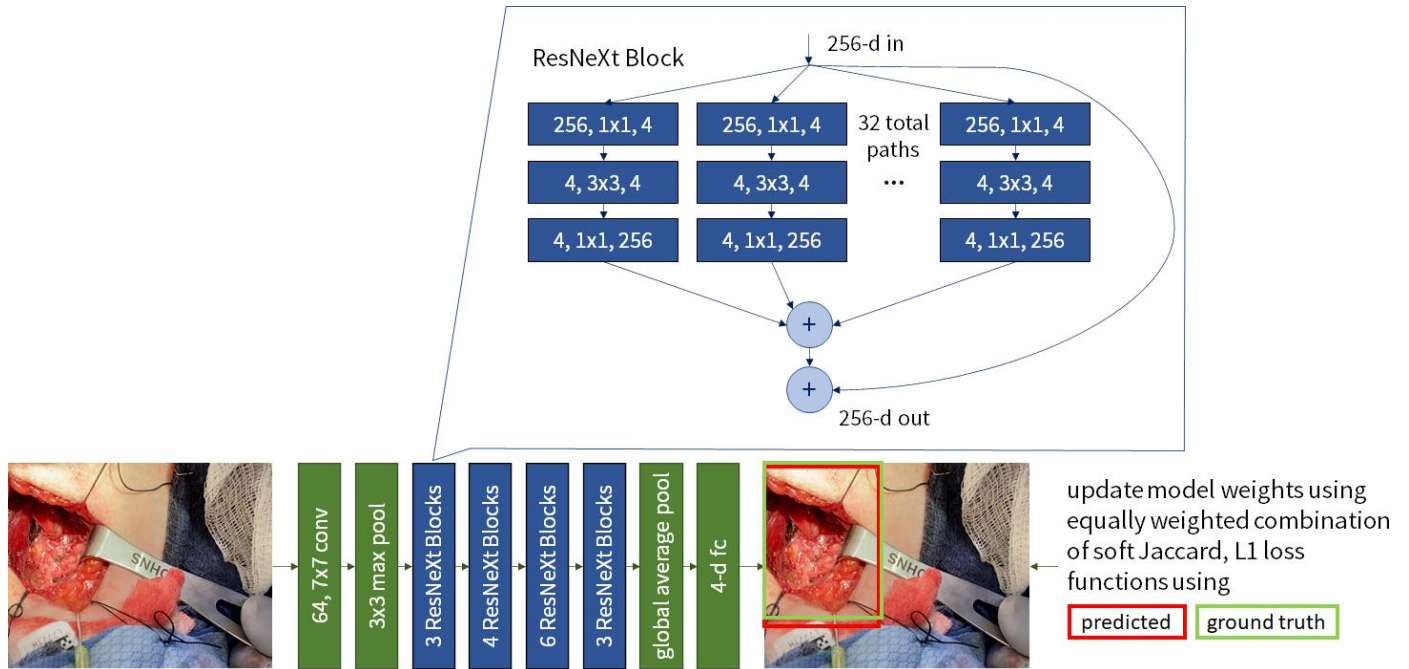 256-d in
ResNeXt Block
256, 1x1, 4
256, 1x1, 4
32 total
paths
...
256, 1x1, 4
4, 3x3, 4
4, 3x3, 4
4, 3x3, 4
4, 1x1, 256
4, 1x1, 256
4, 1x1, 256
+
+
256-d out
SNHO
64, 7x7 conv
3x3 max pool
3 ResNeXt Blocks
4 ResNeXt Blocks
6 ResNeXt Blocks
3 ResNeXt Blocks
global average pool
4-d fc
SNHO
update model weights using
equally weighted combination
of soft Jaccard, L1 loss
functions using
predicted
ground truth